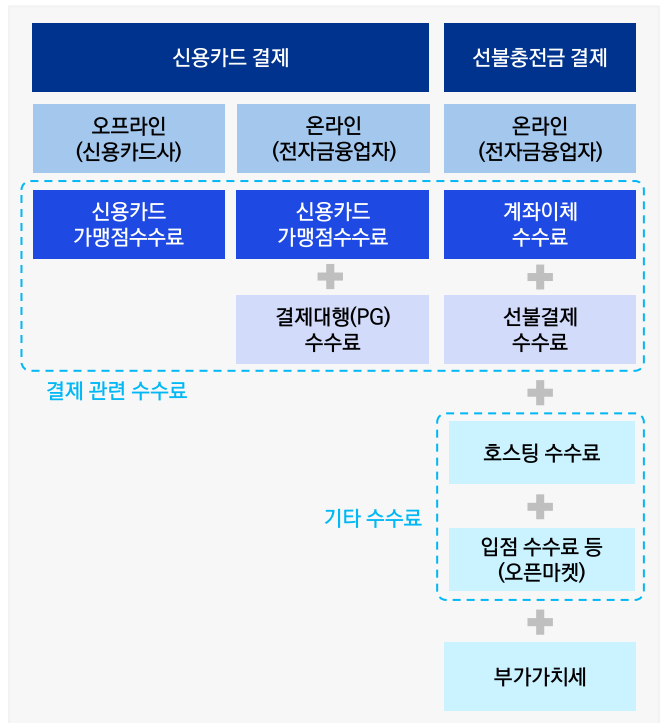 신용카드 결제
선불충전금 결제
오프라인
(신용카드사)
온라인
(전자금융업자)
온라인
(전자금융업자)
신용카드
가맹점수수료
신용카드
가맹점수수료
계좌이체
수수료
결제대행(PG)
수수료
선불결제
수수료
결제 관련 수수료
호스팅 수수료
기타 수수료
입점 수수료 등
(오픈마켓)
부가가치세